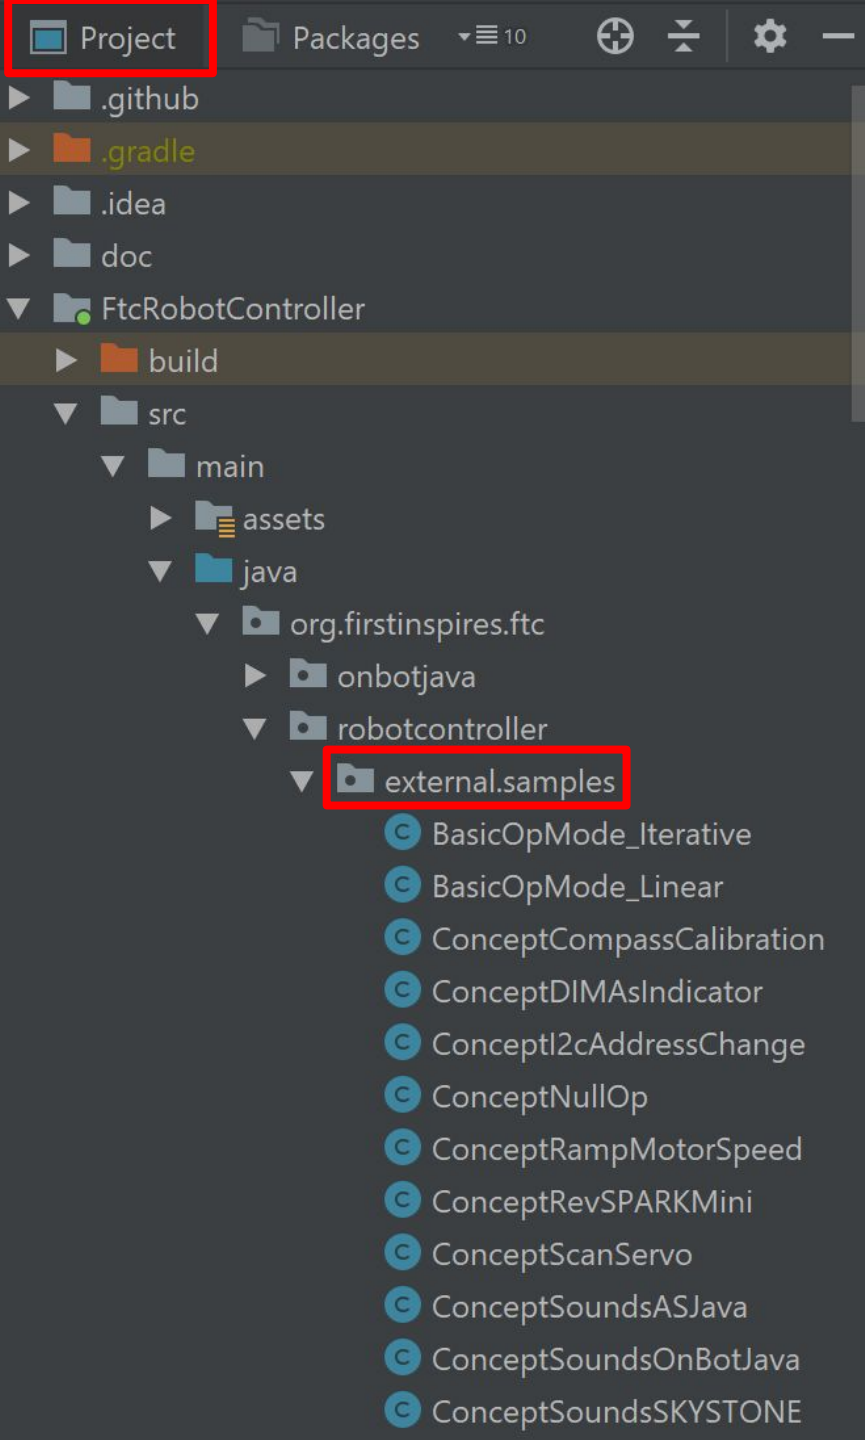 Project Packages 10
.github
.gradle
.idea
doc
FtcRobotController
build
src
main
assets
java
org.firstinspires.ftc
onbotjava
robotcontroller
external.samples
C BasicOpMode_Iterative
C BasicOpMode_Linear
C ConceptCompassCalibration
C ConceptDIMAsIndicator
C ConceptI2cAddressChange
C ConceptNullOp
C ConceptRampMotorSpeed
C ConceptRevSPARKMini
C ConceptScanServo
C ConceptSoundsASJava
C ConceptSoundsOnBotJava
C ConceptSoundsSKYSTONE